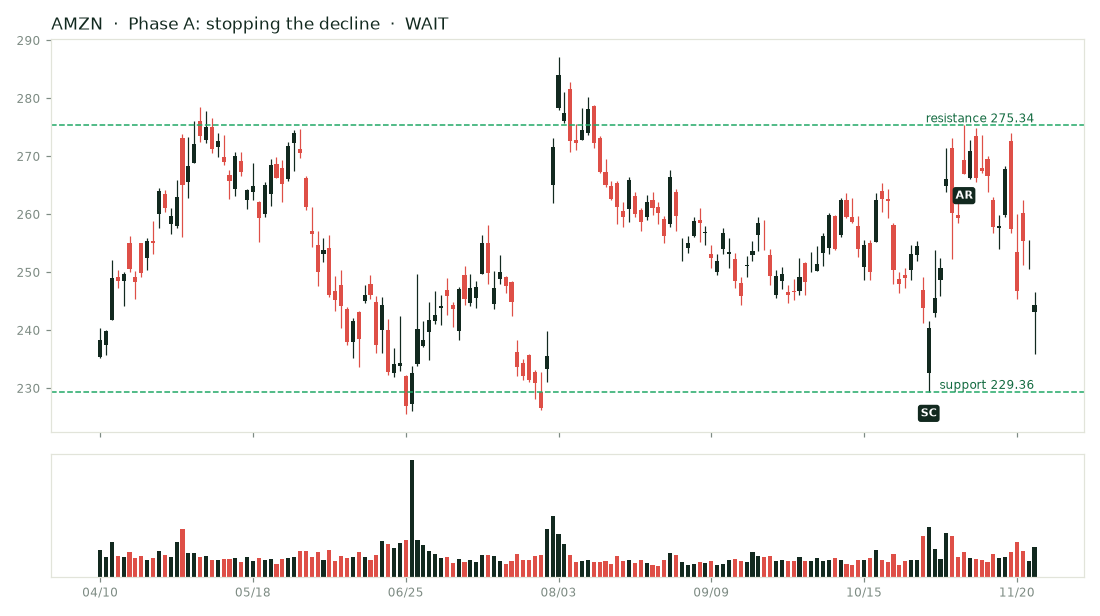 AMZN · Phase A: stopping the decline · WAIT
290
280
270
260
250
240
230
resistance 275.34
AR
support 229.36
SC
04/10 05/18 06/25 08/03 09/09 10/15 11/20